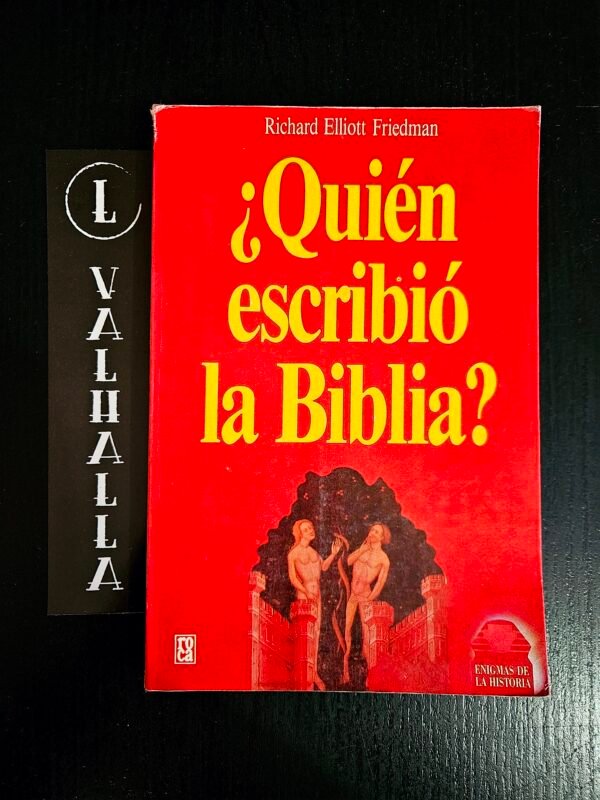 Richard Elliott Friedman
¿Quién
escribió
la Biblia?
roca
ENIGMAS DE
LA HISTORIA
L
VALHALLA